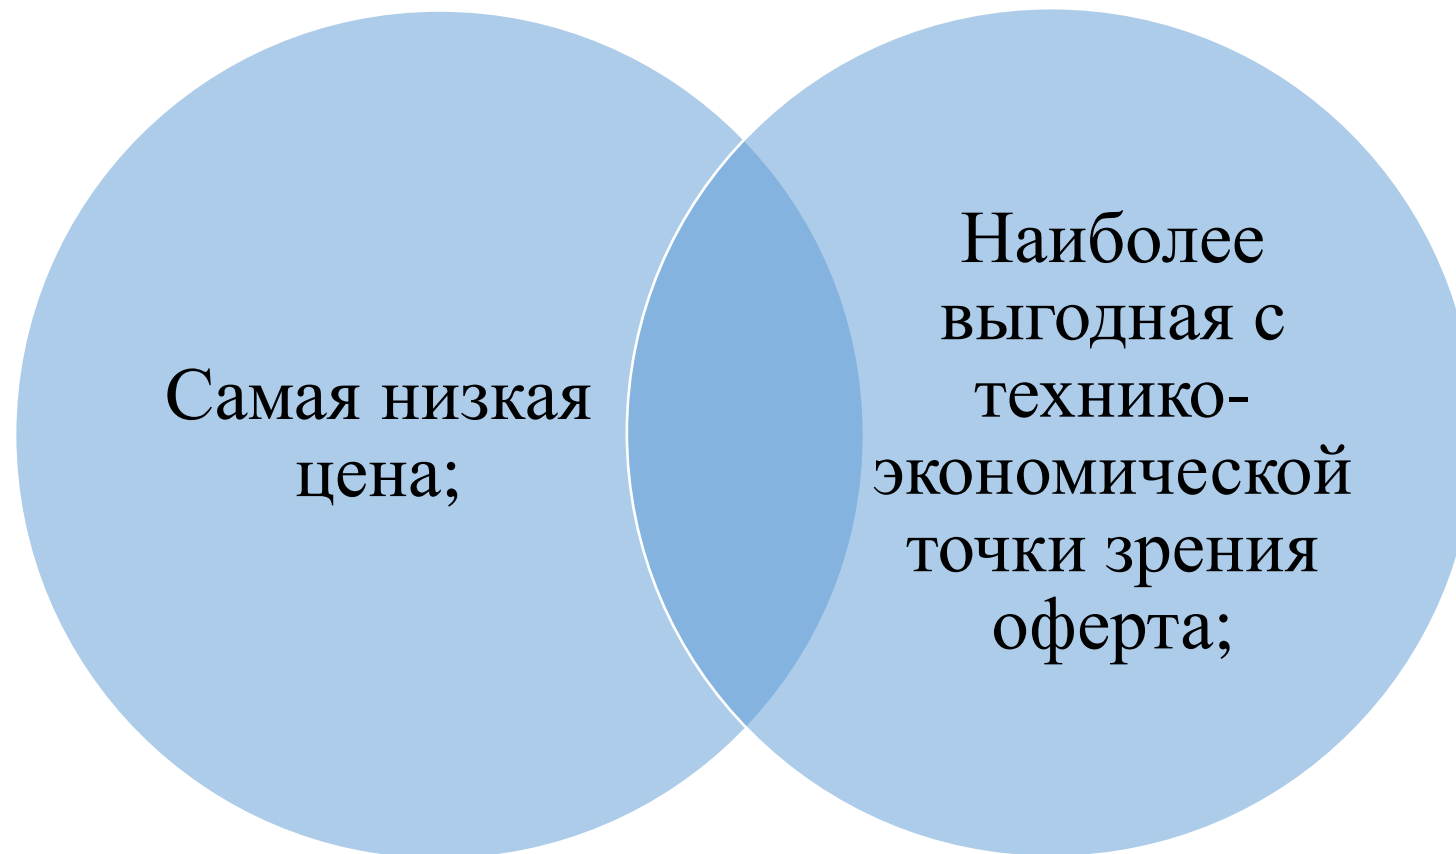 Самая низкая
цена;
Наиболее
выгодная с
технико-
экономической
точки зрения
оферта;